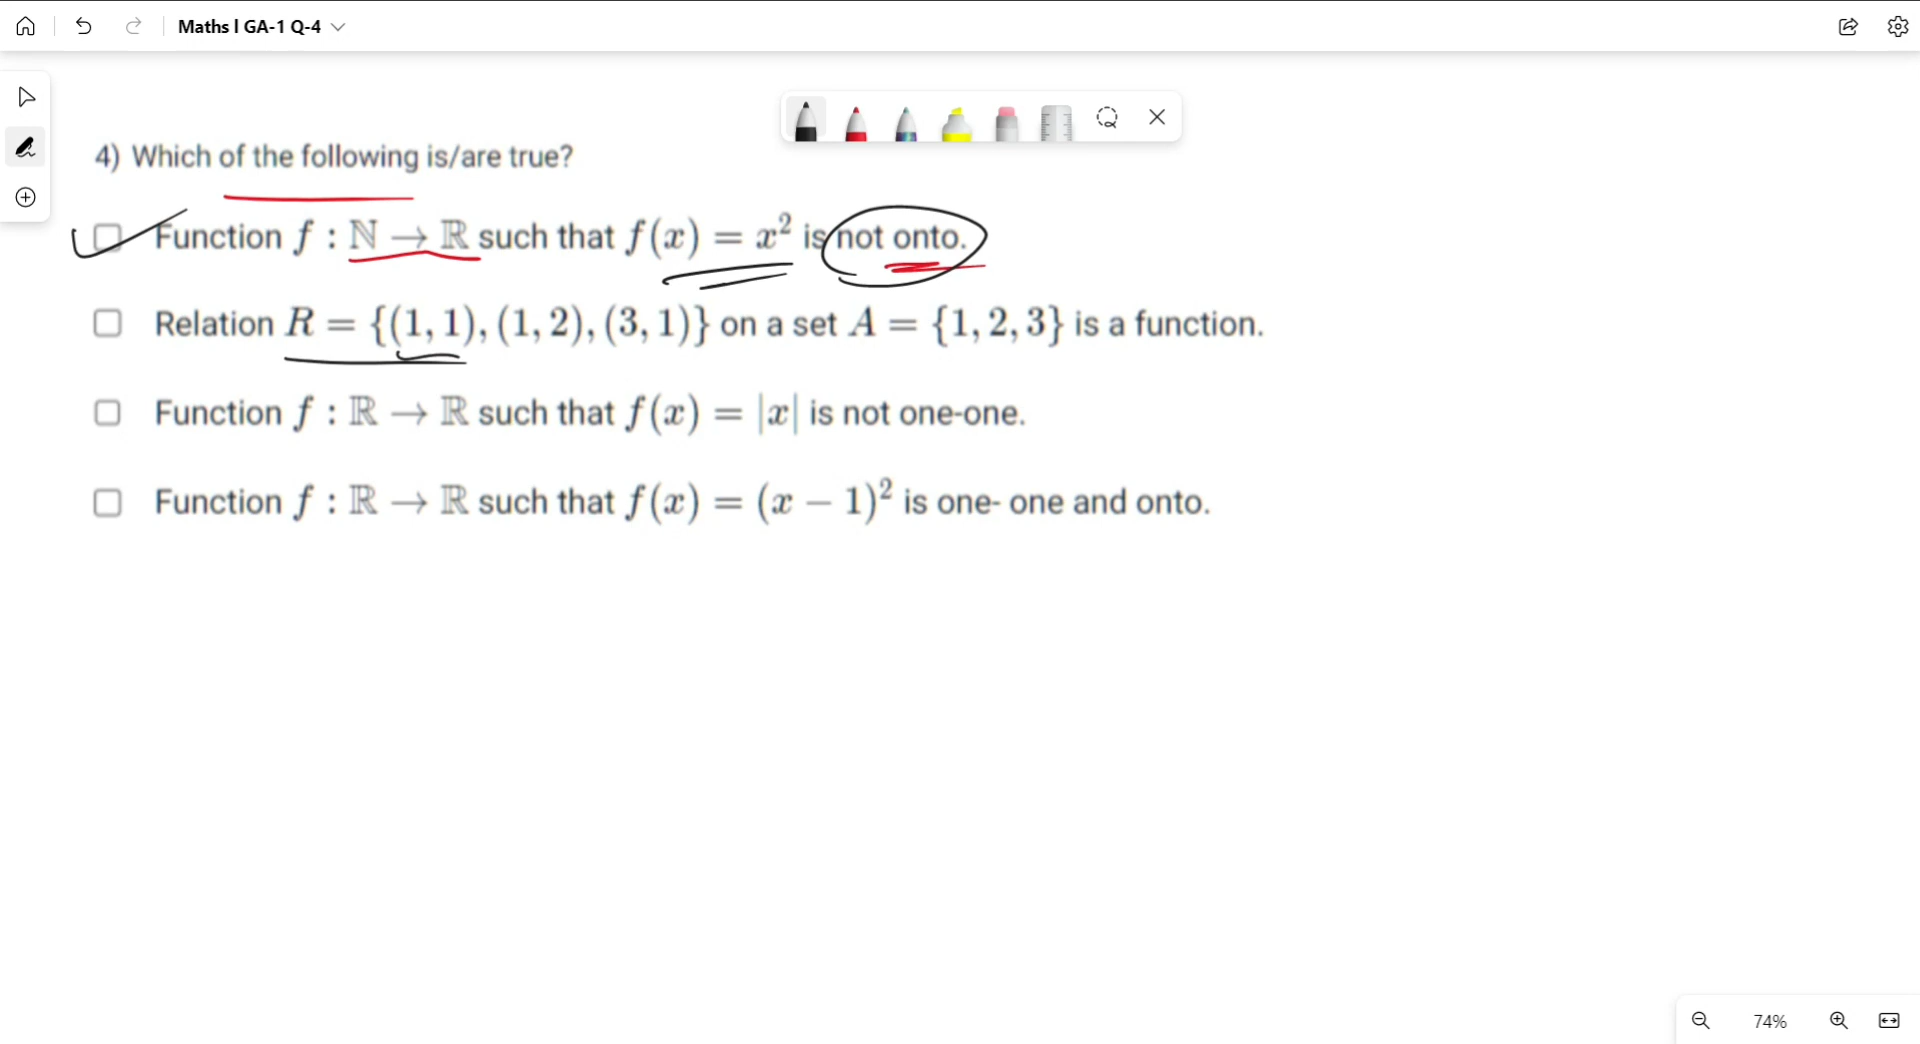 Maths l GA-1 Q-4
4) Which of the following is/are true?
Function f : ℕ → ℝ such that f(x) = x² is not onto.
Relation R = {(1, 1), (1, 2), (3, 1)} on a set A = {1, 2, 3} is a function.
Function f : ℝ → ℝ such that f(x) = |x| is not one-one.
Function f : ℝ → ℝ such that f(x) = (x − 1)² is one- one and onto.
74%